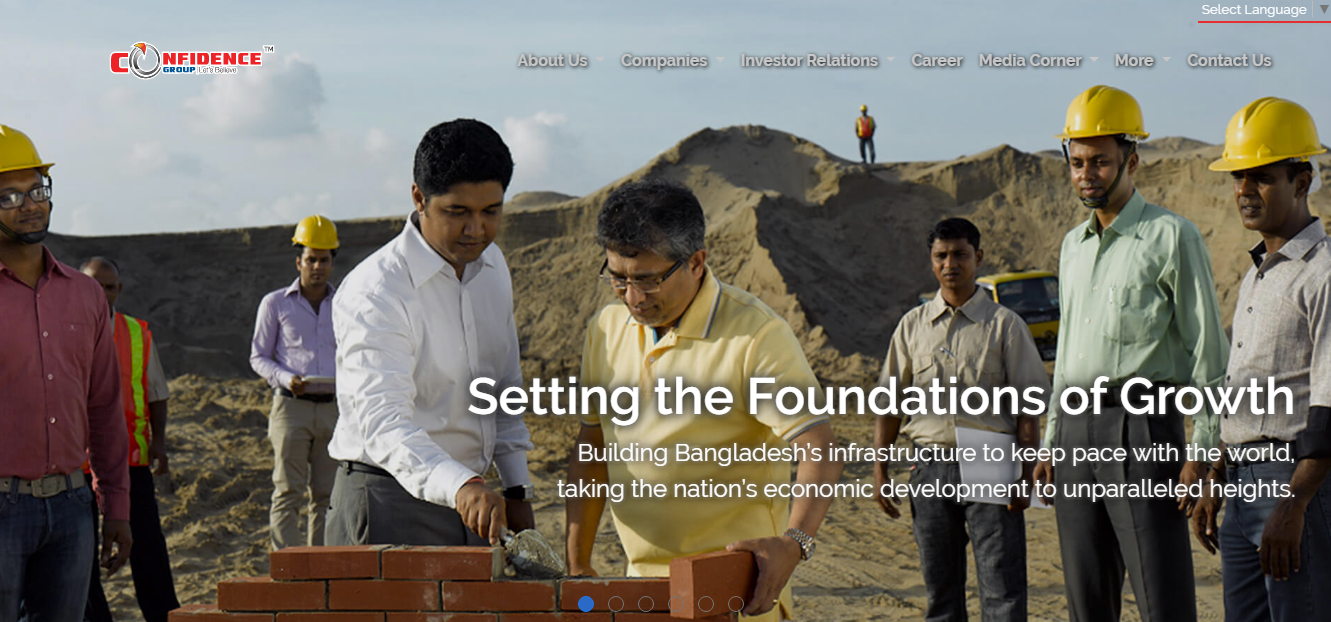 Select Language ▼
CONFIDENCE™
GROUP Let's Believe
About Us Companies Investor Relations Career Media Corner More Contact Us
Setting the Foundations of Growth
Building Bangladesh’s infrastructure to keep pace with the world,
taking the nation’s economic development to unparalleled heights.